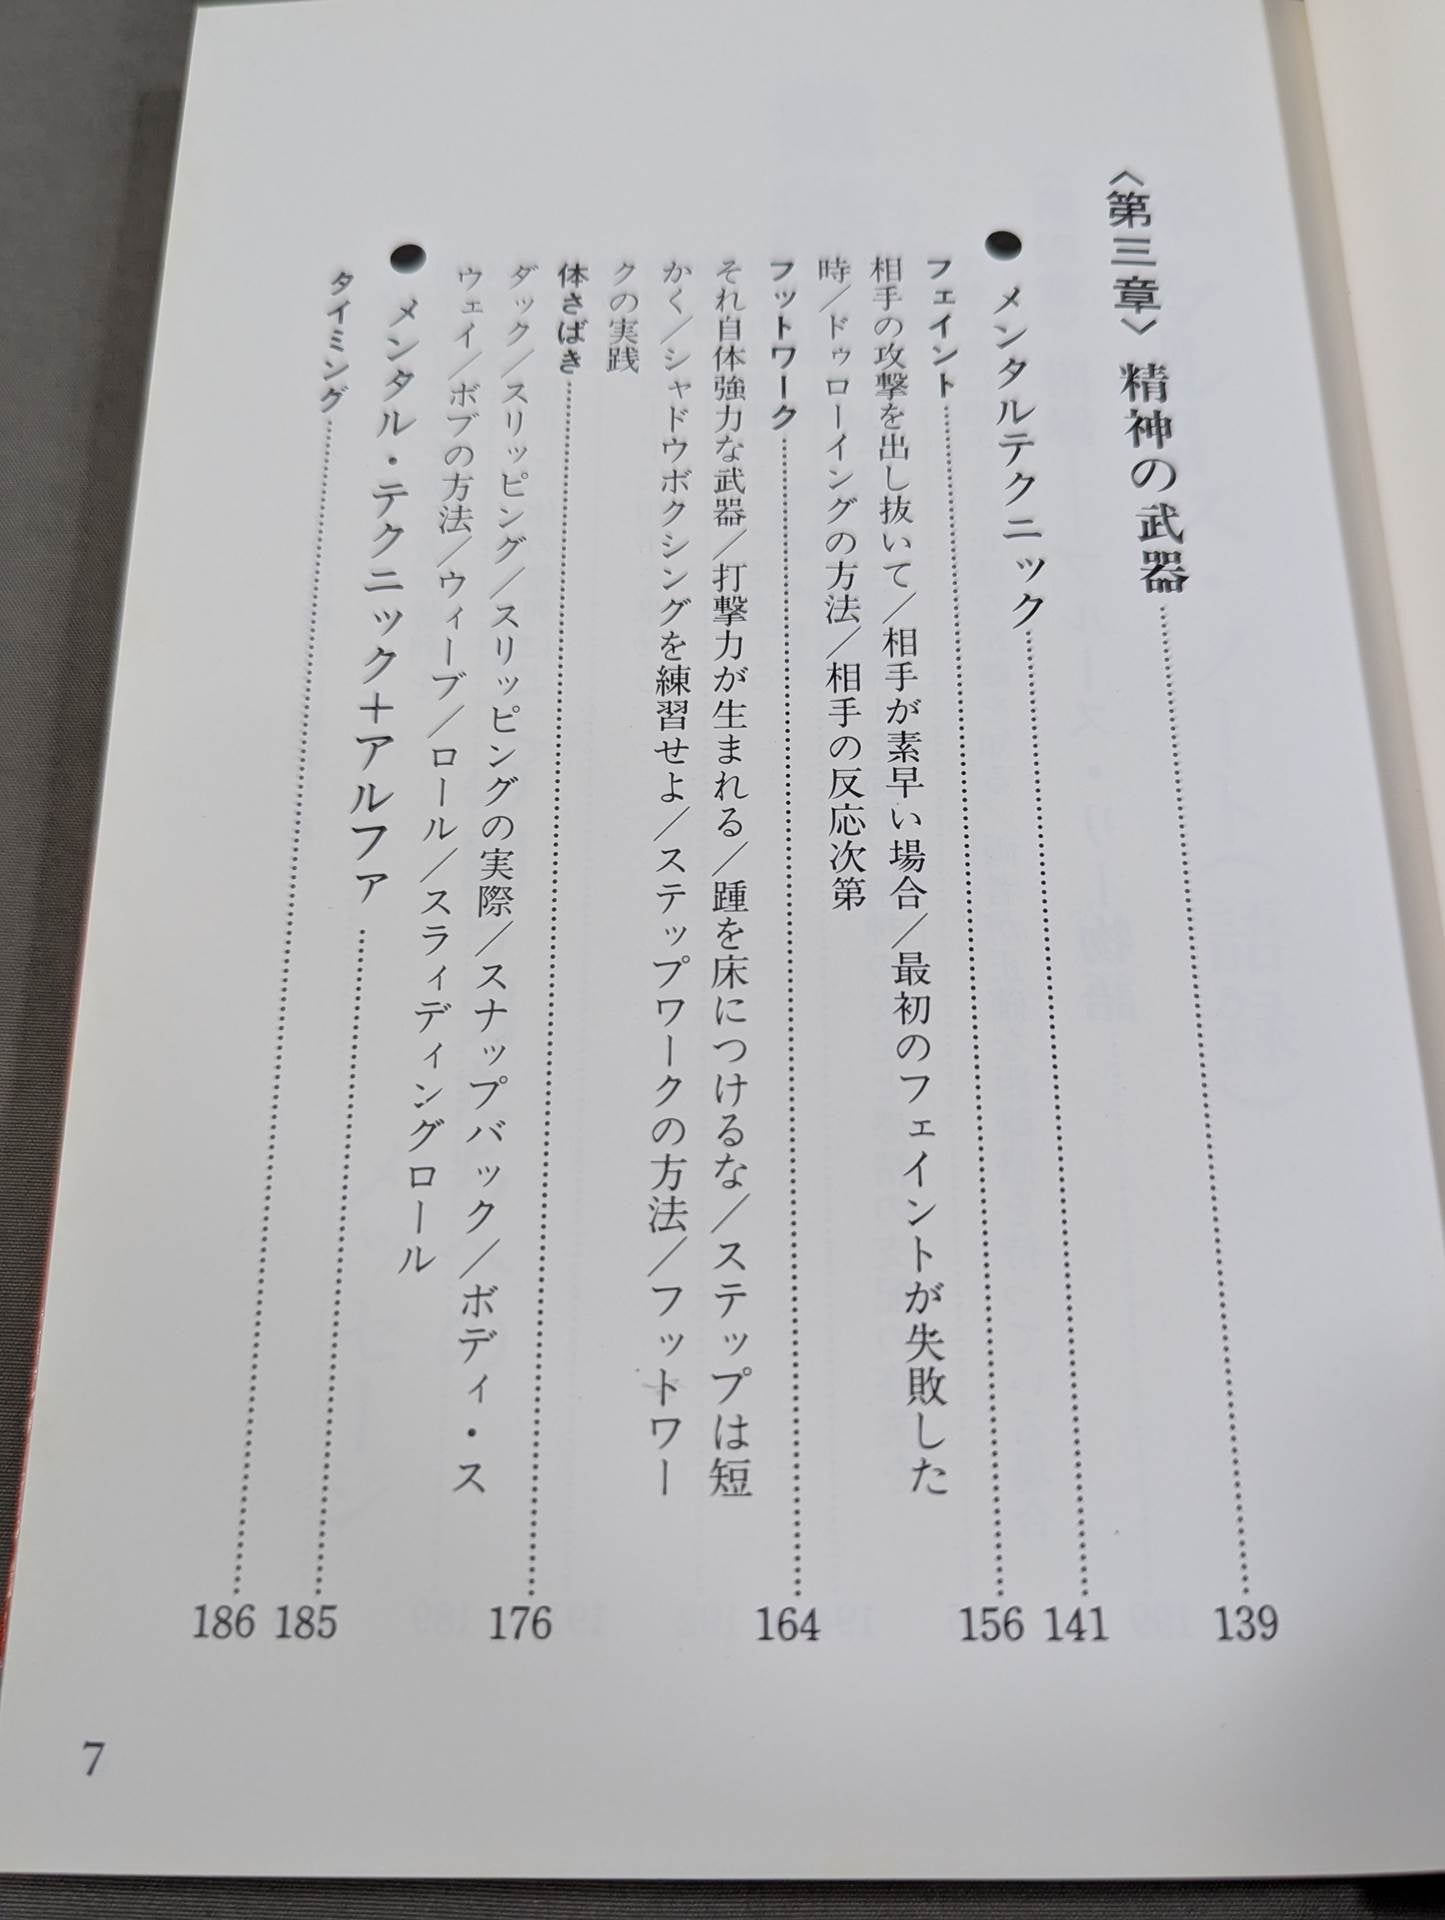 〈第三章〉 精神の武器……139
● メンタルテクニック……141
フェイント……156
相手の攻撃を出し抜いて/相手が素早い場合/最初のフェイントが失敗した
時/ドゥローイングの方法/相手の反応次第
フットワーク……164
それ自体強力な武器/打撃力が生まれる/踵を床につけるな/ステップは短
かく/シャドウボクシングを練習せよ/ステップワークの方法/フットワー
クの実践
体さばき……176
ダック/スリッピング/スリッピングの実際/スナップバック/ボディ・ス
ウェイ/ボブの方法/ウィーブ/ロール/スラィディングロール
● メンタル・テクニック+アルファ……185
タイミング……186
7